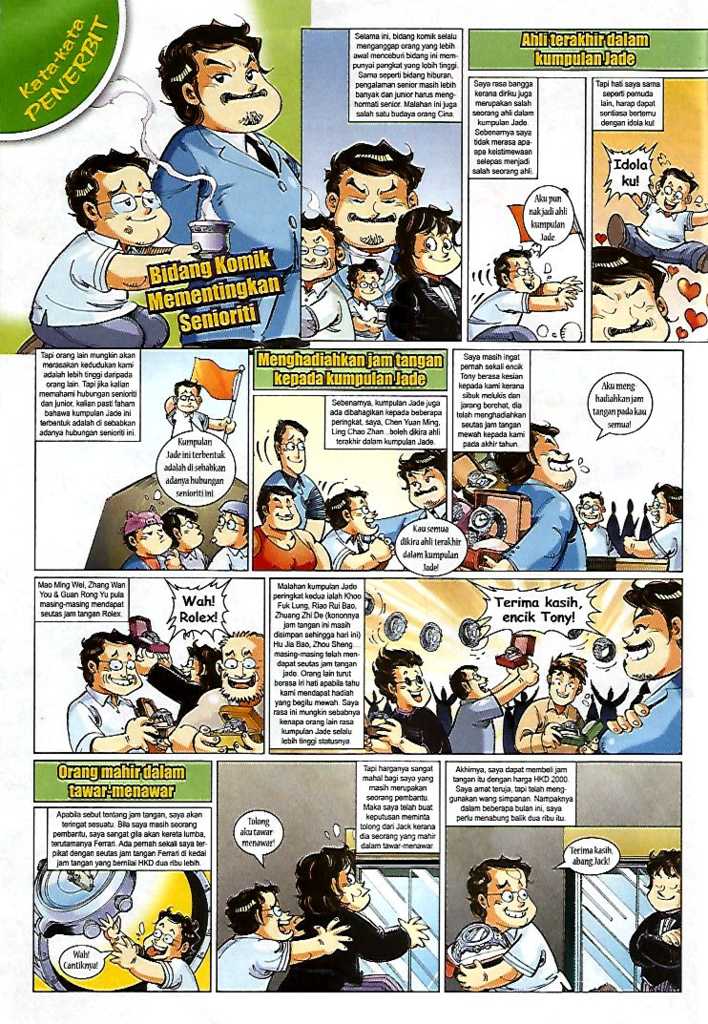 Kata-kata
PENERBIT
Bidang Komik
Mementingkan
Senioriti
Selama ini, bidang komik selalu
menganggap orang yang lebih
awal menceburi bidang ini mem-
punyai pangkat yang lebih tinggi.
Sama seperti bidang hiburan,
pengalaman senior masih lebih
banyak dan junior harus meng-
hormati senior. Malahan ini juga
salah satu budaya orang Cina.
Ahli terakhir dalam
kumpulan Jade
Saya rasa bangga
kerana diriku juga
merupakan salah
seorang ahli dalam
kumpulan Jade.
Sebenarnya saya
tidak merasa apa-
apa keistimewaan
selepas menjadi
salah seorang ahli.
Aku pun
nak jadi ahli
kumpulan
Jade.
Tapi hati saya sama
seperti pemuda
lain, harap dapat
sontiasa bertemu
dengan idola ku!
Idola
ku!
Tapi orang lain mungkin akan
merasakan kedudukan kami
adalah lebih tinggi daripada
orang lain. Tapi jika kalian
memahami hubungan senioriti
dan junior, kalian pasti faham
bahawa kumpulan Jade ini
terbentuk adalah di sebabkan
adanya hubungan senioriti ini.
Kumpulan
Jade ini terbentuk
adalah di sebabkan
adanya hubungan
senioriti ini
Menghadiahkan jam tangan
kepada kumpulan Jade
Sebenarnya, kumpulan Jade juga
ada dibahagikan kepada beberapa
peringkat, saya, Chen Yuan Ming,
Ling Chao Zhan...boleh dikira ahli
terakhir dalam kumpulan Jade.
Kau semua
dikira ahli terakhir
dalam kumpulan
Jade!
Saya masih ingat
pernah sekali encik
Tony berasa kesian
kepada kami kerana
sibuk melukis dan
jarang borohat, dia
telah menghadiahkan
seutas jam tangan
mewah kepada kami
pada akhir tahun.
Aku meng
hadiahkan jam
tangan pada kau
semua!
Mao Ming Wei, Zhang Wan
You & Guan Rong Yu pula
masing-masing mendapat
seutas jam tangan Rolex.
Wah!
Rolex!
Malahan kumpulan Jado
peringkat kedua ialah Khoo
Fuk Lung, Riao Rui Bao,
Zhuang Zhi De (kononnya
jam tangan ini masih
disimpan sehingga hari ini)
Hu Jia Bao, Zhou Sheng
masing-masing telah men-
dapat seutas jam tangan
jade. Orang lain turut
berasa iri hati apabila tahu
kami mendapat hadiah
yang begitu mewah. Saya
rasa ini mungkin sebabnya
kenapa orang lain rasa
kumpulan Jade selalu
lebih tinggi statusnya
Terima kasih,
encik Tony!
Orang mahir dalam
tawar-menawar
Apabila sebut tentang jam tangan, saya akan
teringat sesuatu. Bila saya masih seorang
pembantu, saya sangat gila akan kereta lumba,
terutamanya Ferrari. Ada pernah sekali saya ter-
pikat dengan seutas jam tangan Ferrari di kedai
jam tangan yang bernilai HKD dua ribu lebih.
Wah!
Cantiknya!
Tapi harganya sangat
mahal bagi saya yang
masih merupakan
seorang pembantu.
Maka saya telah buat
keputusan meminta
tolong dari Jack kerana
dia seorang yang mahir
dalam tawar-menawar
Tolong
aku tawar
menawar!
Akhirnya, saya dapat membeli jam
tangan itu dengan harga HKD 2000.
Saya amat teruja, tapi telah meng-
gunakan wang simpanan. Nampaknya
dalam beberapa bulan ini, saya
perlu menabung balik dua ribu itu.
Terima kasih,
abang Jack!